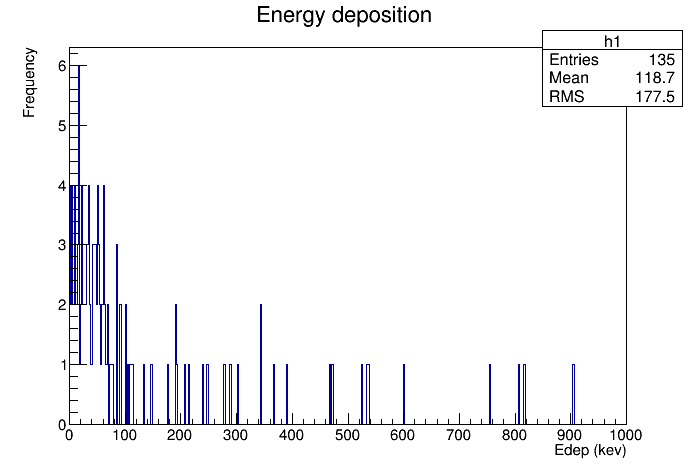 Energy deposition
h1
Entries 135
Mean 118.7
RMS 177.5
Frequency
6
5
4
3
2
1
0
0 100 200 300 400 500 600 700 800 900 1000
Edep (kev)